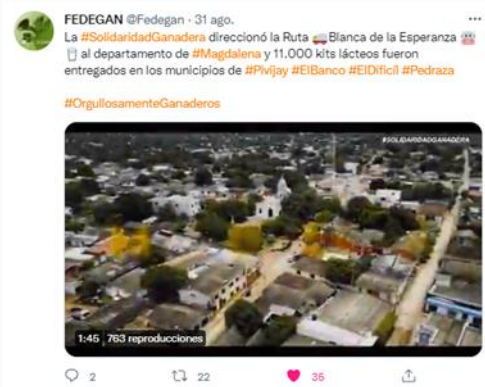 FEDEGAN @Fedegan · 31 ago.
La #SolidaridadGanadera direccionó la Ruta 🚛 Blanca de la Esperanza 🐮
🥛 al departamento de #Magdalena y 11.000 kits lácteos fueron
entregados en los municipios de #Pivijay #ElBanco #ElDificíl #Pedraza
#OrgullosamenteGanaderos
#SOLIDARIDADGANADERA
1:45 763 reproducciones
2 22 36